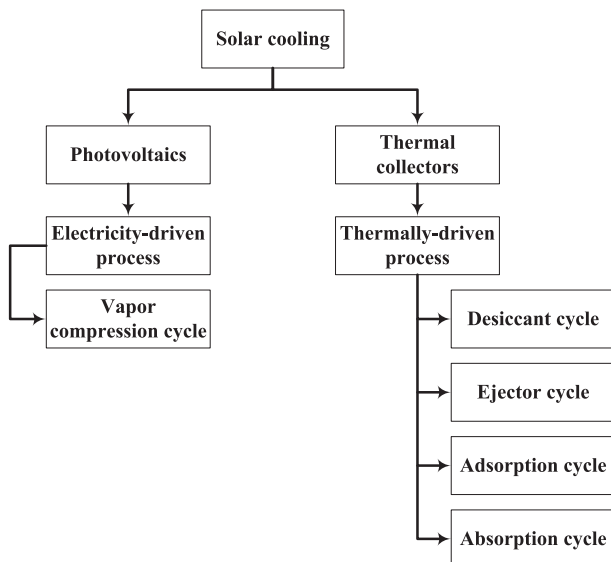 Solar cooling
Photovoltaics
Thermal
collectors
Electricity-driven
process
Thermally-driven
process
Vapor
compression cycle
Desiccant cycle
Ejector cycle
Adsorption cycle
Absorption cycle